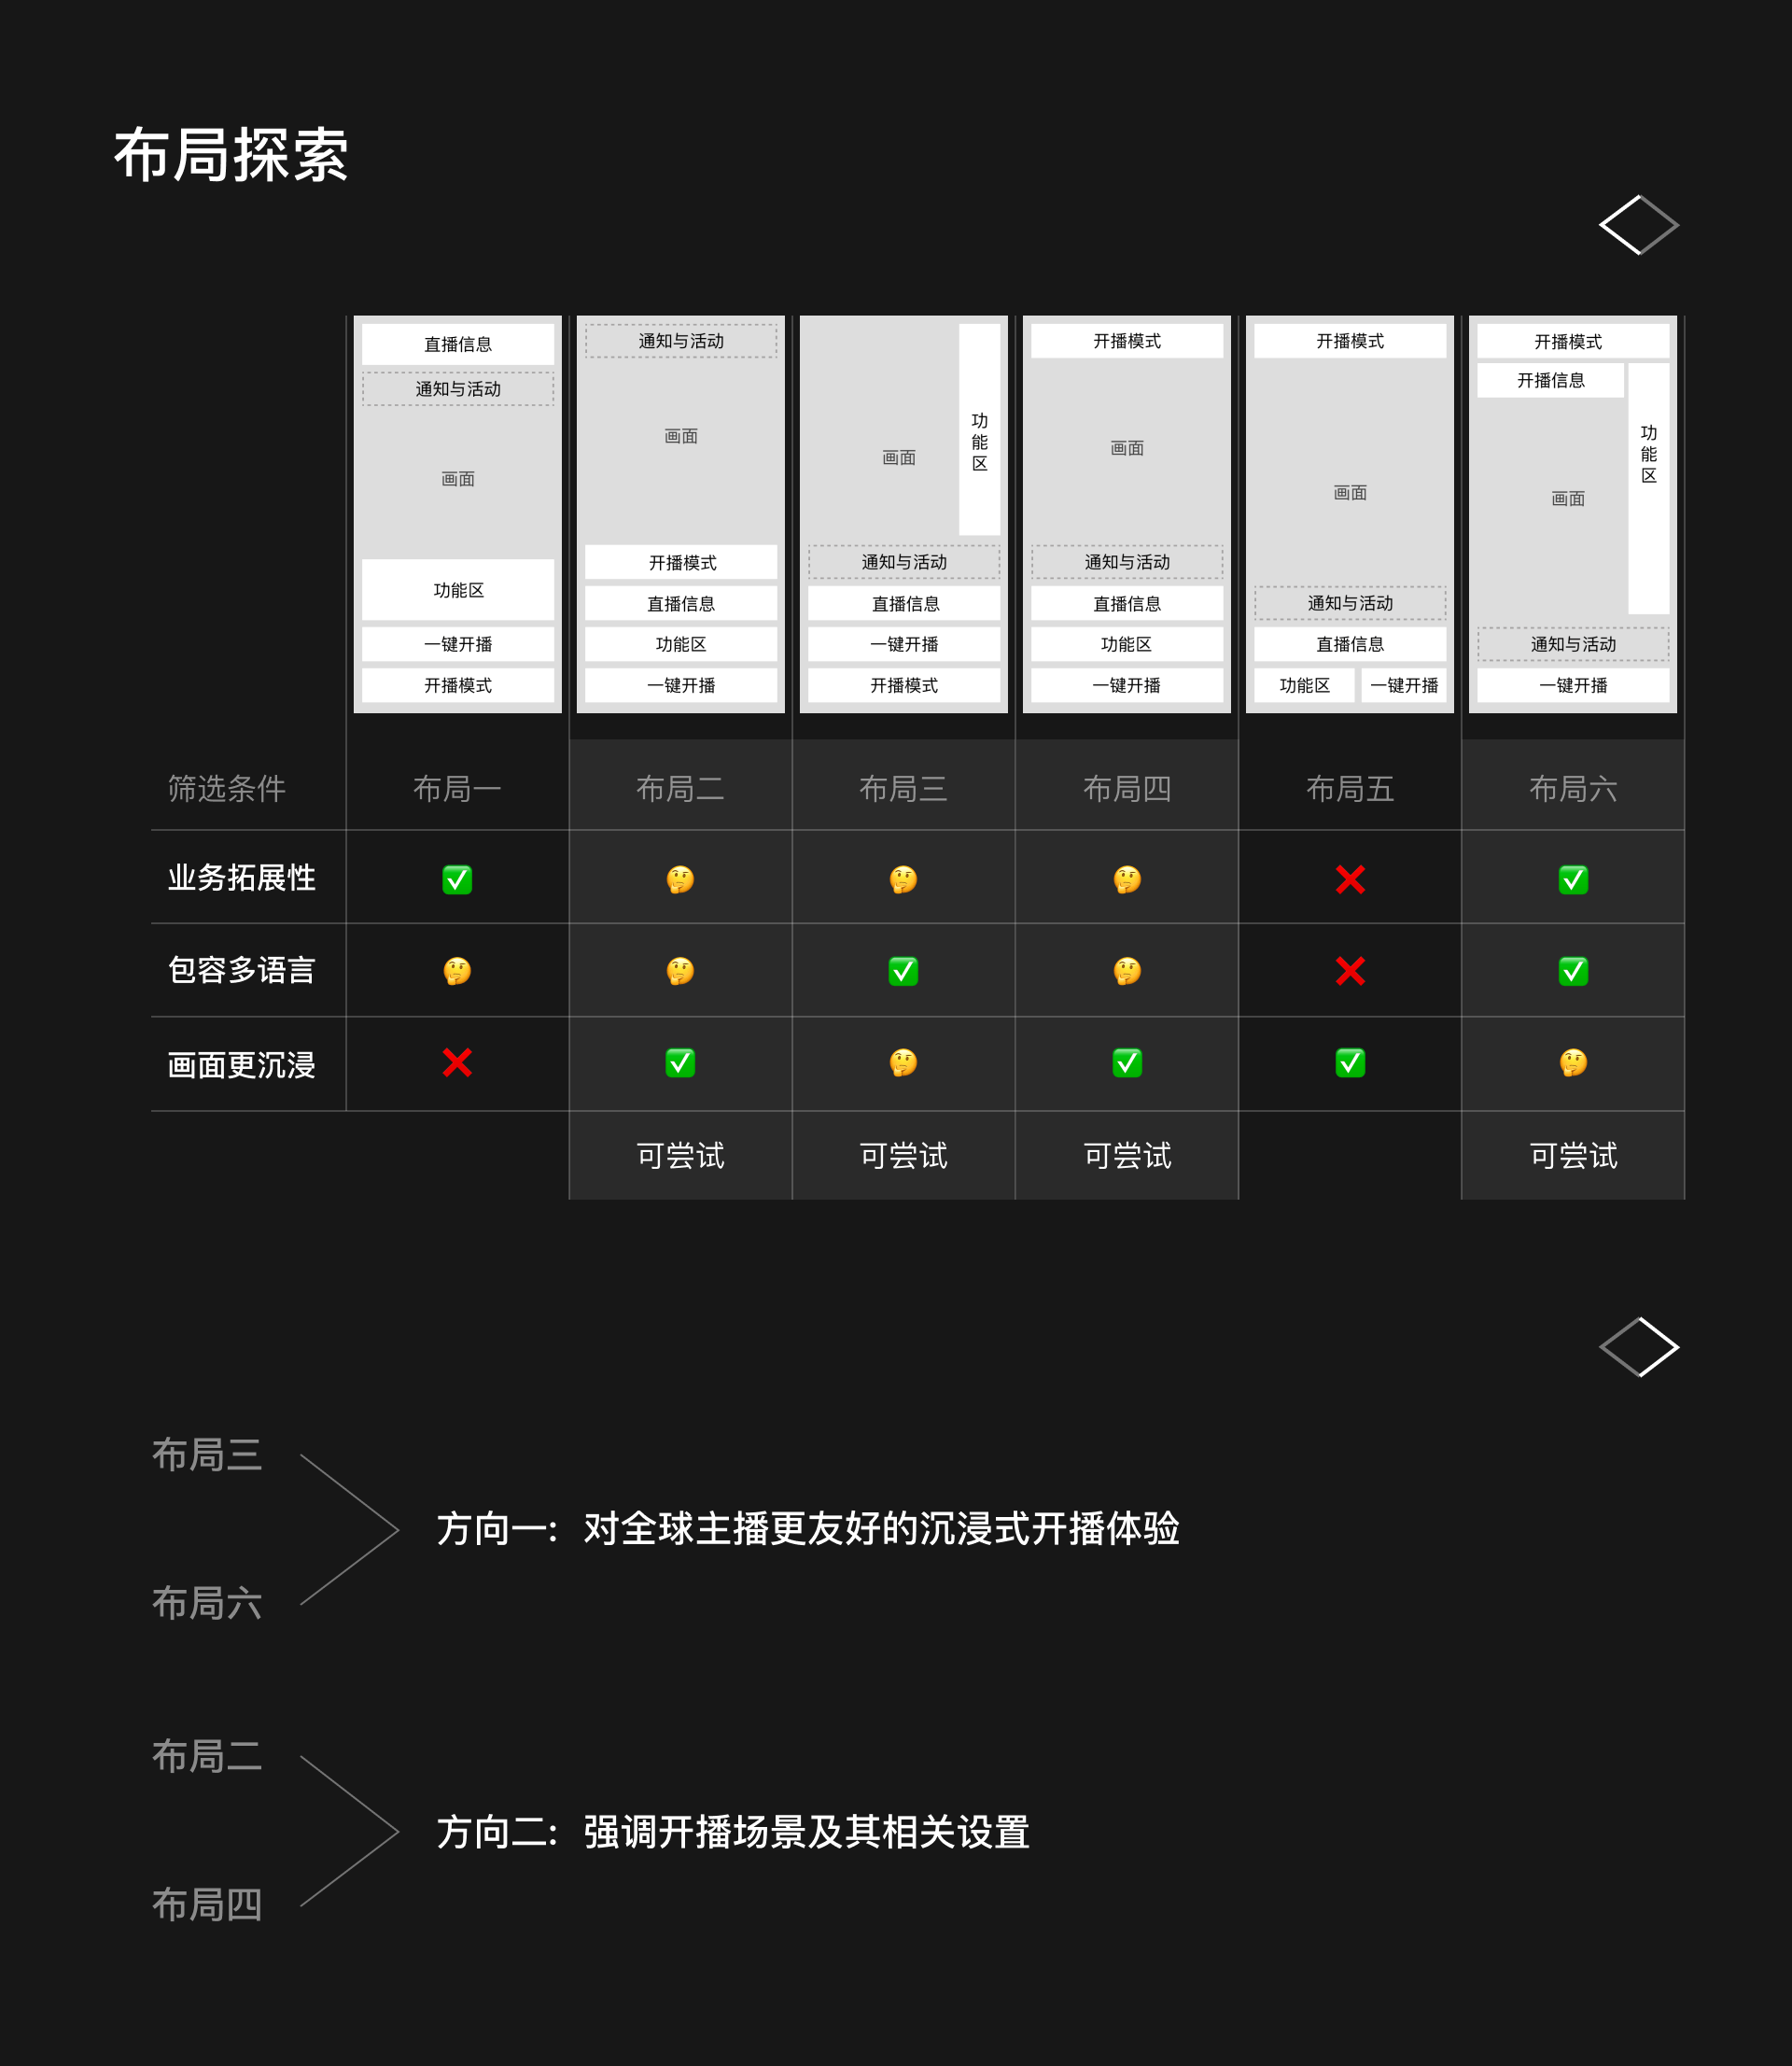 布局探索
直播信息
通知与活动
画面
功能区
一键开播
开播模式
通知与活动
画面
开播模式
直播信息
功能区
一键开播
功能区
画面
通知与活动
直播信息
一键开播
开播模式
开播模式
画面
通知与活动
直播信息
功能区
一键开播
开播模式
画面
通知与活动
直播信息
功能区 一键开播
开播模式
开播信息
功能区
画面
通知与活动
一键开播
筛选条件 布局一 布局二 布局三 布局四 布局五 布局六
业务拓展性 ✅ 🤔 🤔 🤔 ❌ ✅
包容多语言 🤔 🤔 ✅ 🤔 ❌ ✅
画面更沉浸 ❌ ✅ 🤔 ✅ ✅ 🤔
可尝试 可尝试 可尝试 可尝试
布局三
方向一: 对全球主播更友好的沉浸式开播体验
布局六
布局二
方向二: 强调开播场景及其相关设置
布局四